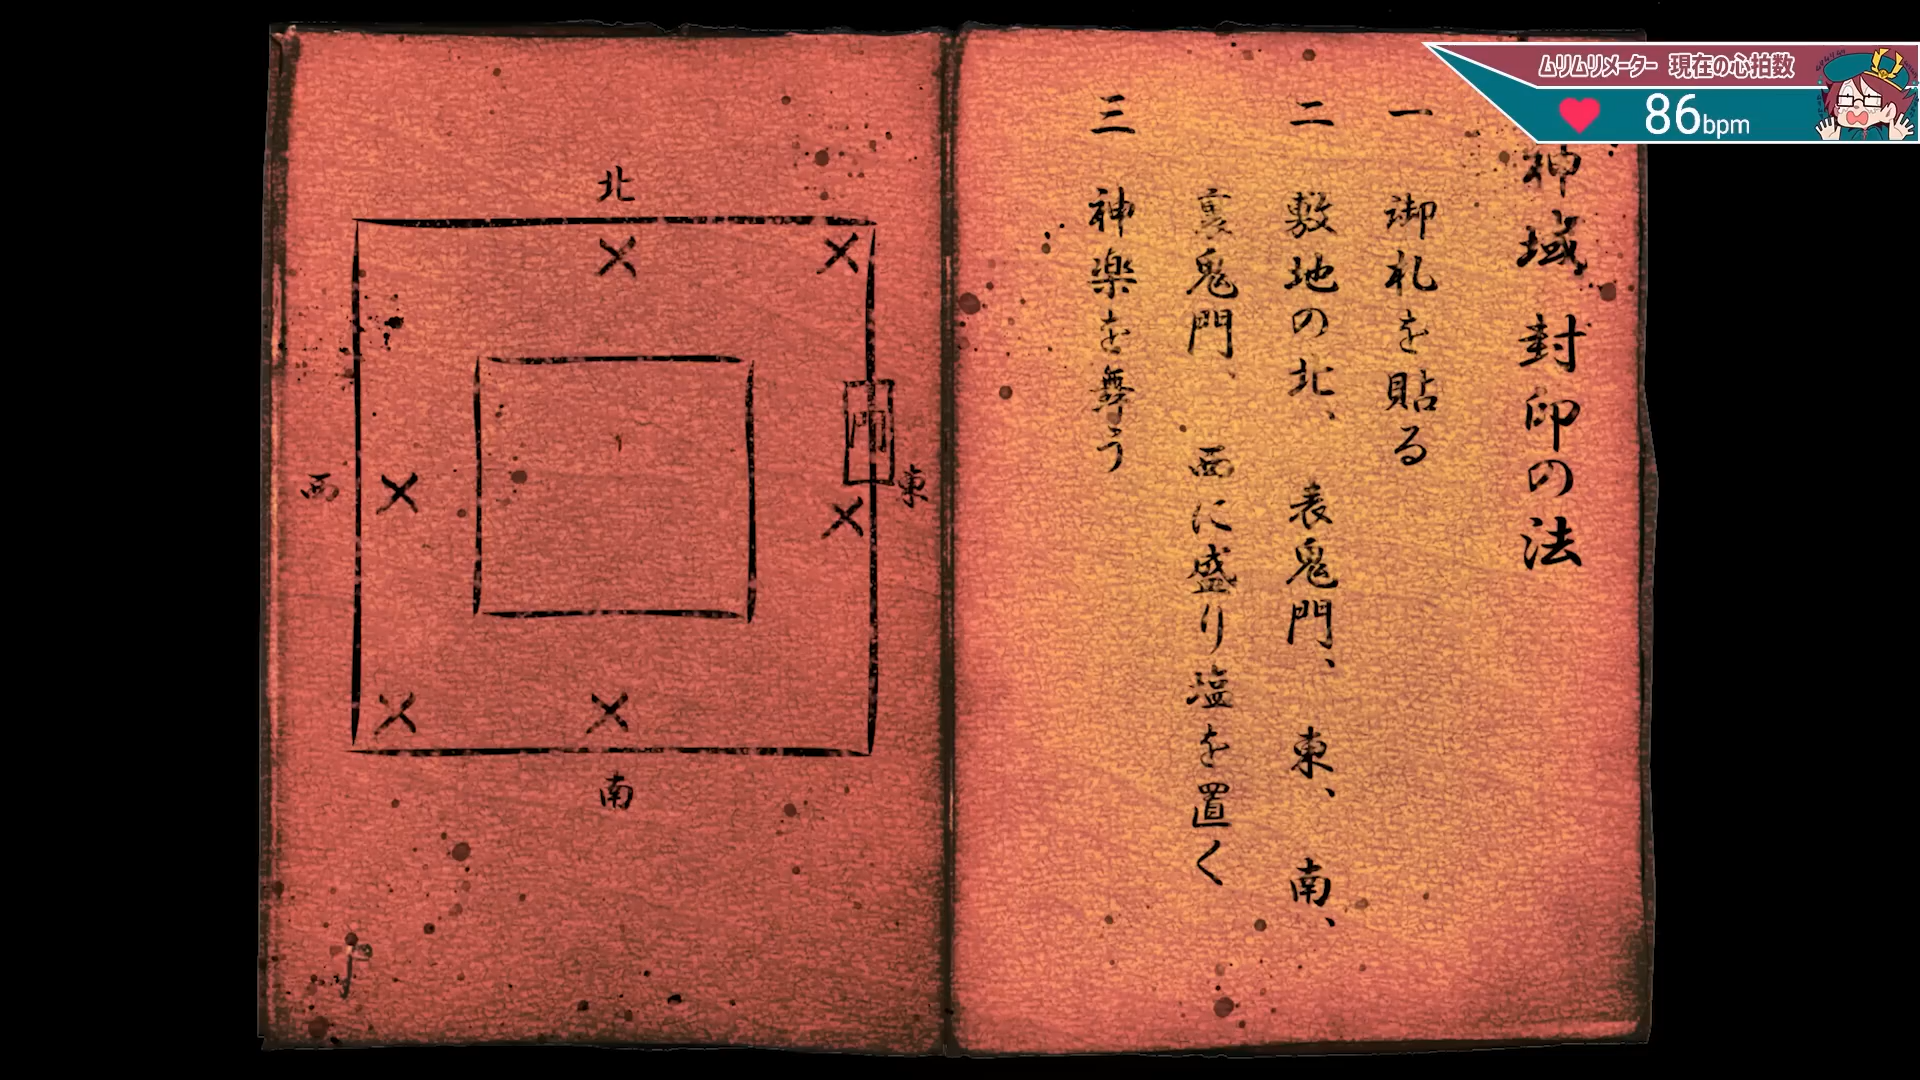 ムリムリメーター 現在の心拍数
86bpm
神域 封印の法
一 御札を貼る
二 敷地の北、 表鬼門、 東、 南、
裏鬼門、 西に盛り塩を置く
三 神楽を舞う
北
門
東
西
南